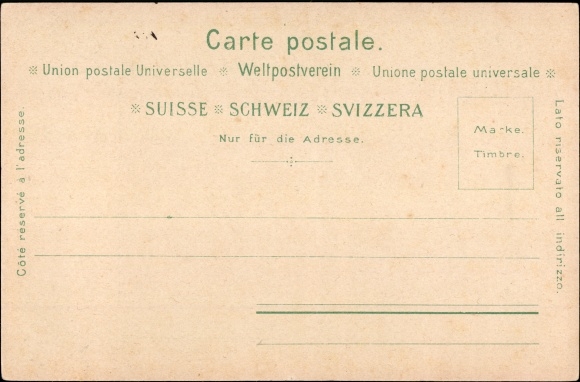 Carte postale.
※ Union postale Universelle ※ Weltpostverein ※ Unione postale universale ※
※ SUISSE ※ SCHWEIZ ※ SVIZZERA
Nur für die Adresse.
Marke.
Timbre.
Côté reservé à l'adresse.
Lato riservato all indirizzo.